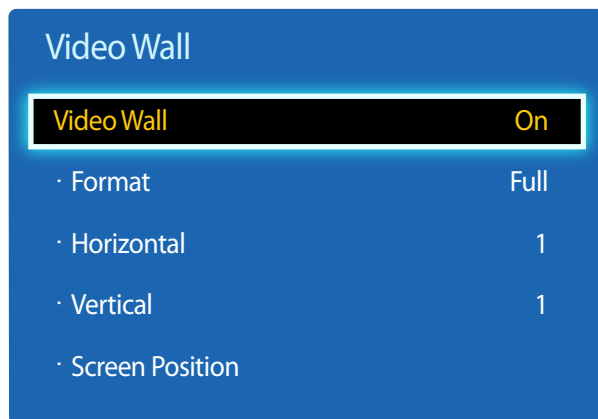 Video Wall
Video Wall On
· Format Full
· Horizontal 1
· Vertical 1
· Screen Position